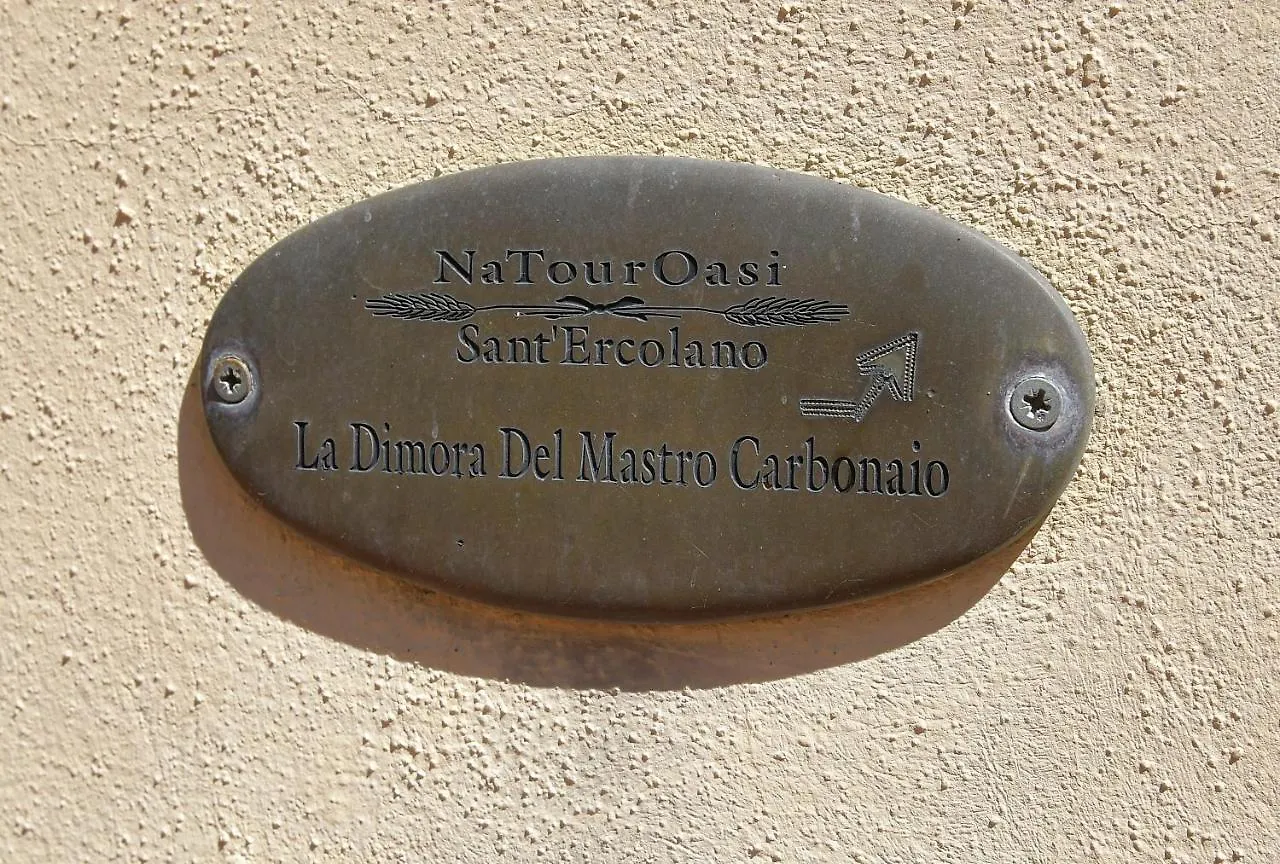 NaTourOasi
Sant'Ercolano
La Dimora Del Mastro Carbonaio